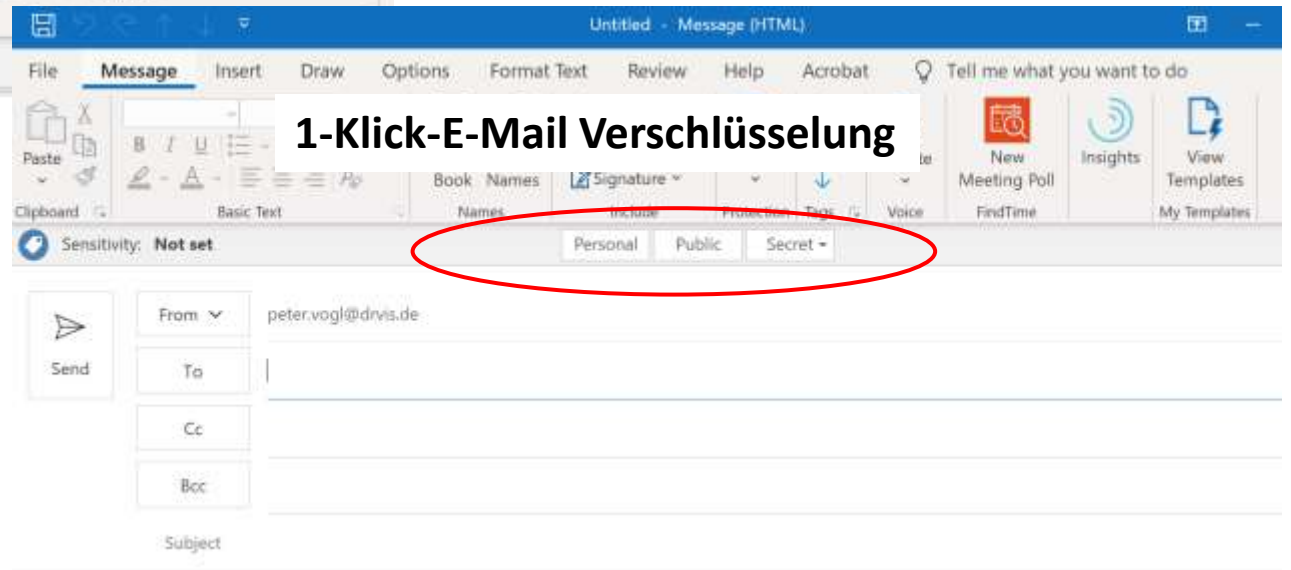 Untitled - Message (HTML)
File Message Insert Draw Options Format Text Review Help Acrobat Tell me what you want to do
1-Klick-E-Mail Verschlüsselung
Paste B I U A New Meeting Poll Insights View Templates
Book Names Signature
Clipboard Basic Text Names Include Protection Tags Voice FindTime My Templates
Sensitivity: Not set Personal Public Secret
From peter.vogl@drvis.de
Send To
Cc
Bcc
Subject